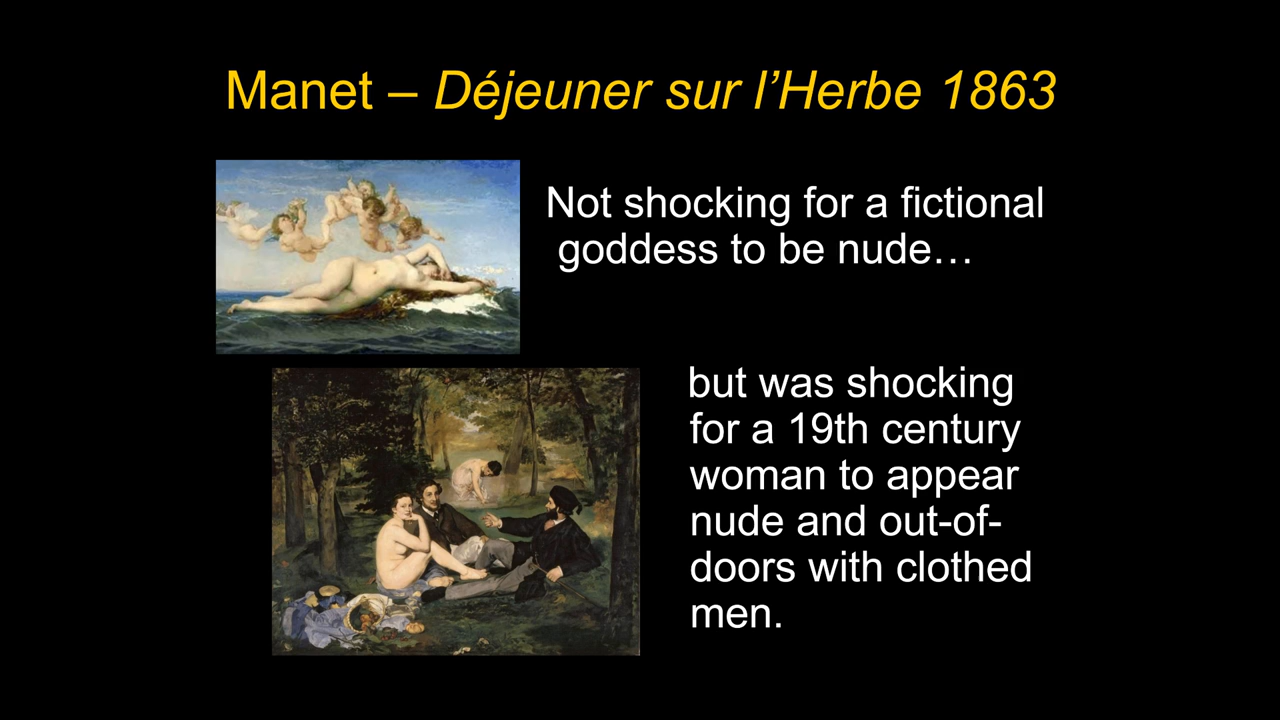 Manet – Déjeuner sur l’Herbe 1863
Not shocking for a fictional
goddess to be nude…
but was shocking
for a 19th century
woman to appear
nude and out-of-
doors with clothed
men.